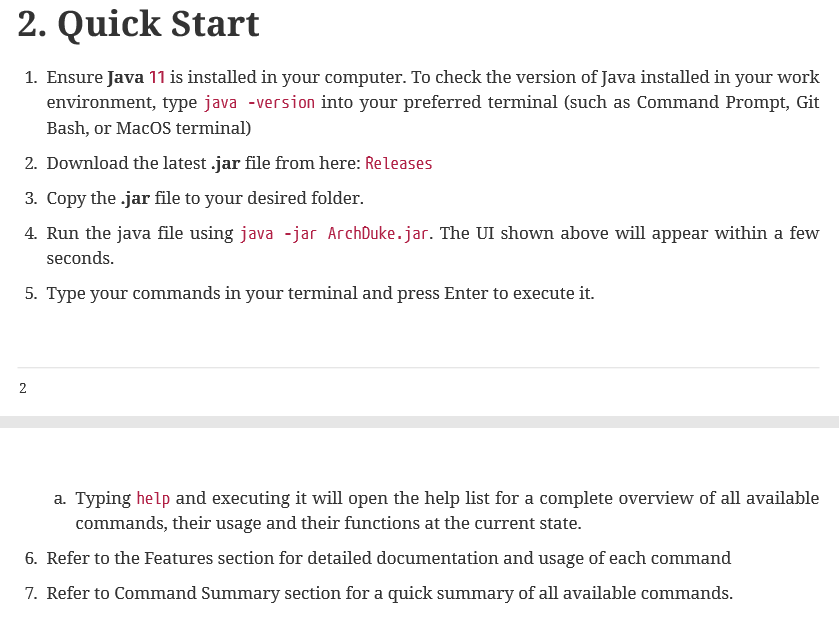 2. Quick Start
1. Ensure Java 11 is installed in your computer. To check the version of Java installed in your work
environment, type java -version into your preferred terminal (such as Command Prompt, Git
Bash, or MacOS terminal)
2. Download the latest .jar file from here: Releases
3. Copy the .jar file to your desired folder.
4. Run the java file using java -jar ArchDuke.jar. The UI shown above will appear within a few
seconds.
5. Type your commands in your terminal and press Enter to execute it.
2
a. Typing help and executing it will open the help list for a complete overview of all available
commands, their usage and their functions at the current state.
6. Refer to the Features section for detailed documentation and usage of each command
7. Refer to Command Summary section for a quick summary of all available commands.